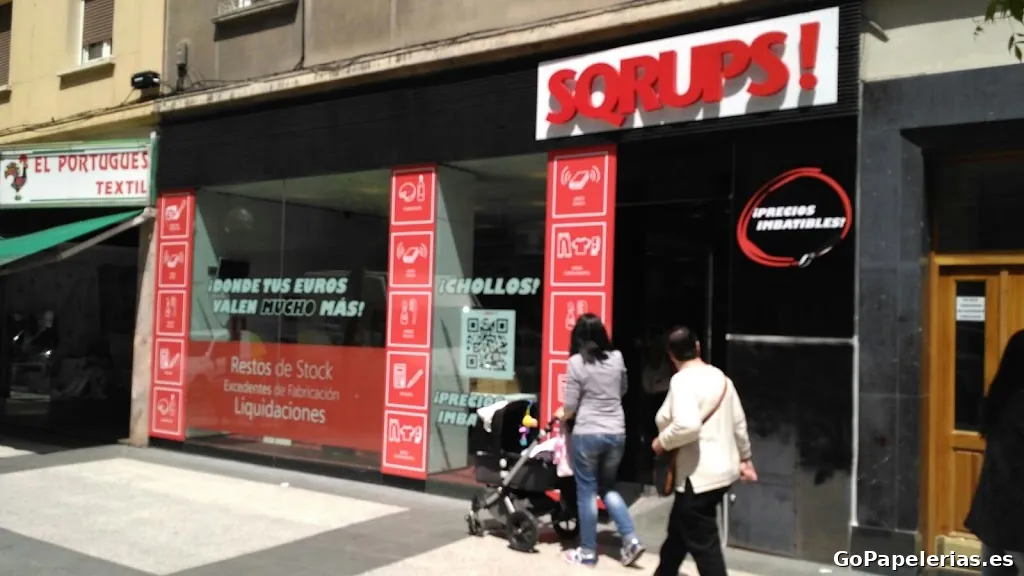 SQRUPS!
EL PORTUGUES
TEXTIL
¡PRECIOS
IMBATIBLES!
¡DONDE TUS EUROS
VALEN MUCHO MÁS!
¡CHOLLOS!
Restos de Stock
Excedentes de Fabricación
Liquidaciones
¡PRECIOS
IMBA
GoPapelerias.es